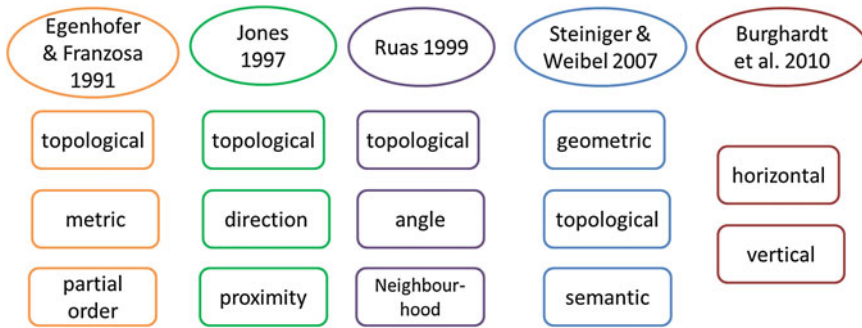 Egenhofer
& Franzosa
1991
topological
metric
partial
order
Jones
1997
topological
direction
proximity
Ruas 1999
topological
angle
Neighbour-
hood
Steiniger &
Weibel 2007
geometric
topological
semantic
Burghardt
et al. 2010
horizontal
vertical